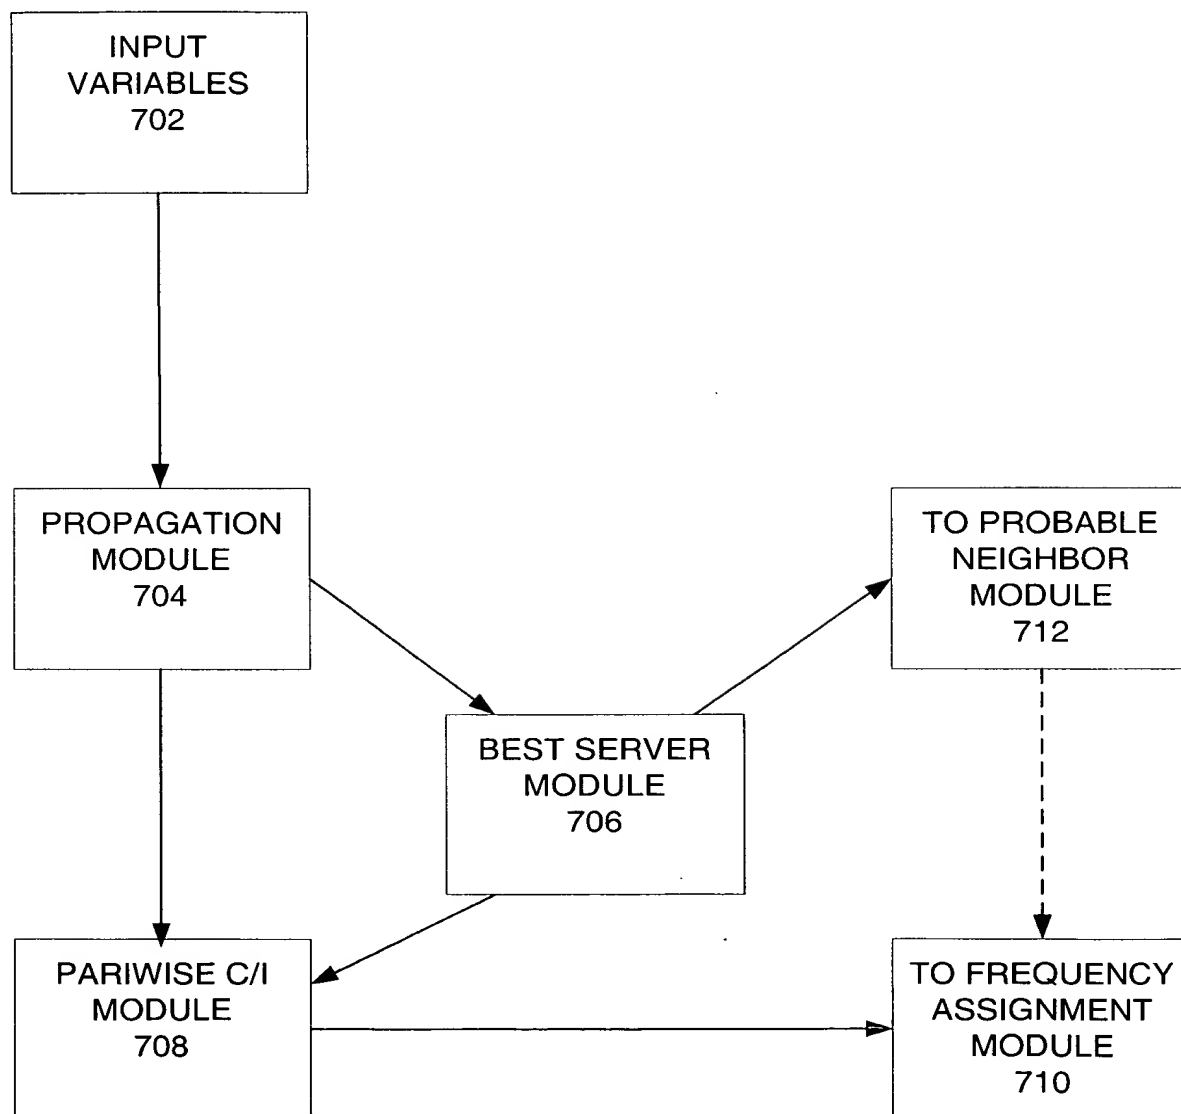 INPUT
VARIABLES
702
PROPAGATION
MODULE
704
TO PROBABLE
NEIGHBOR
MODULE
712
BEST SERVER
MODULE
706
PARIWISE C/I
MODULE
708
TO FREQUENCY
ASSIGNMENT
MODULE
710